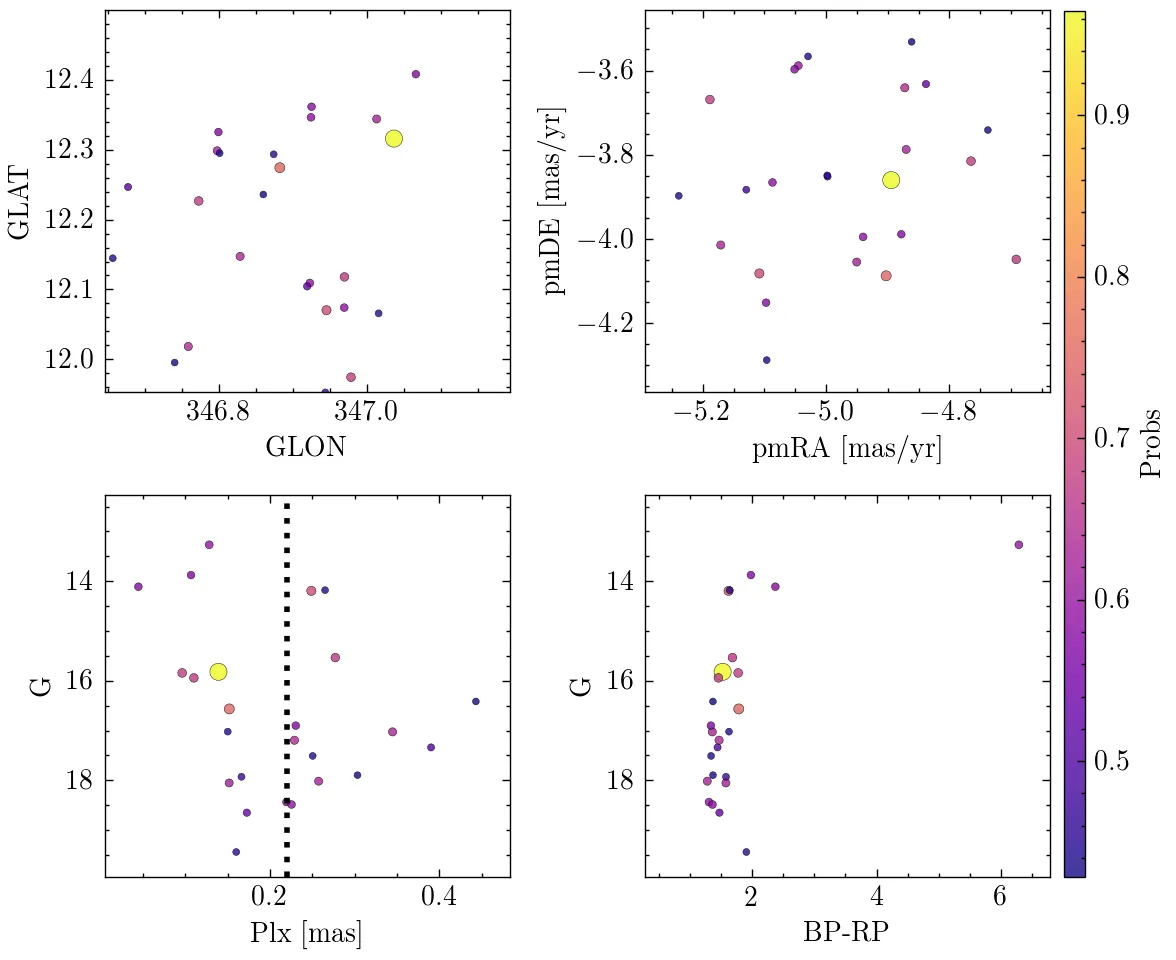 12.4
12.3
12.2
12.1
12.0
GLAT
346.8 347.0
GLON
−3.6
−3.8
−4.0
−4.2
pmDE [mas/yr]
−5.2 −5.0 −4.8
pmRA [mas/yr]
14
16
18
G
0.2 0.4
Plx [mas]
14
16
18
G
2 4 6
BP-RP
0.9
0.8
0.7
0.6
0.5
Probs